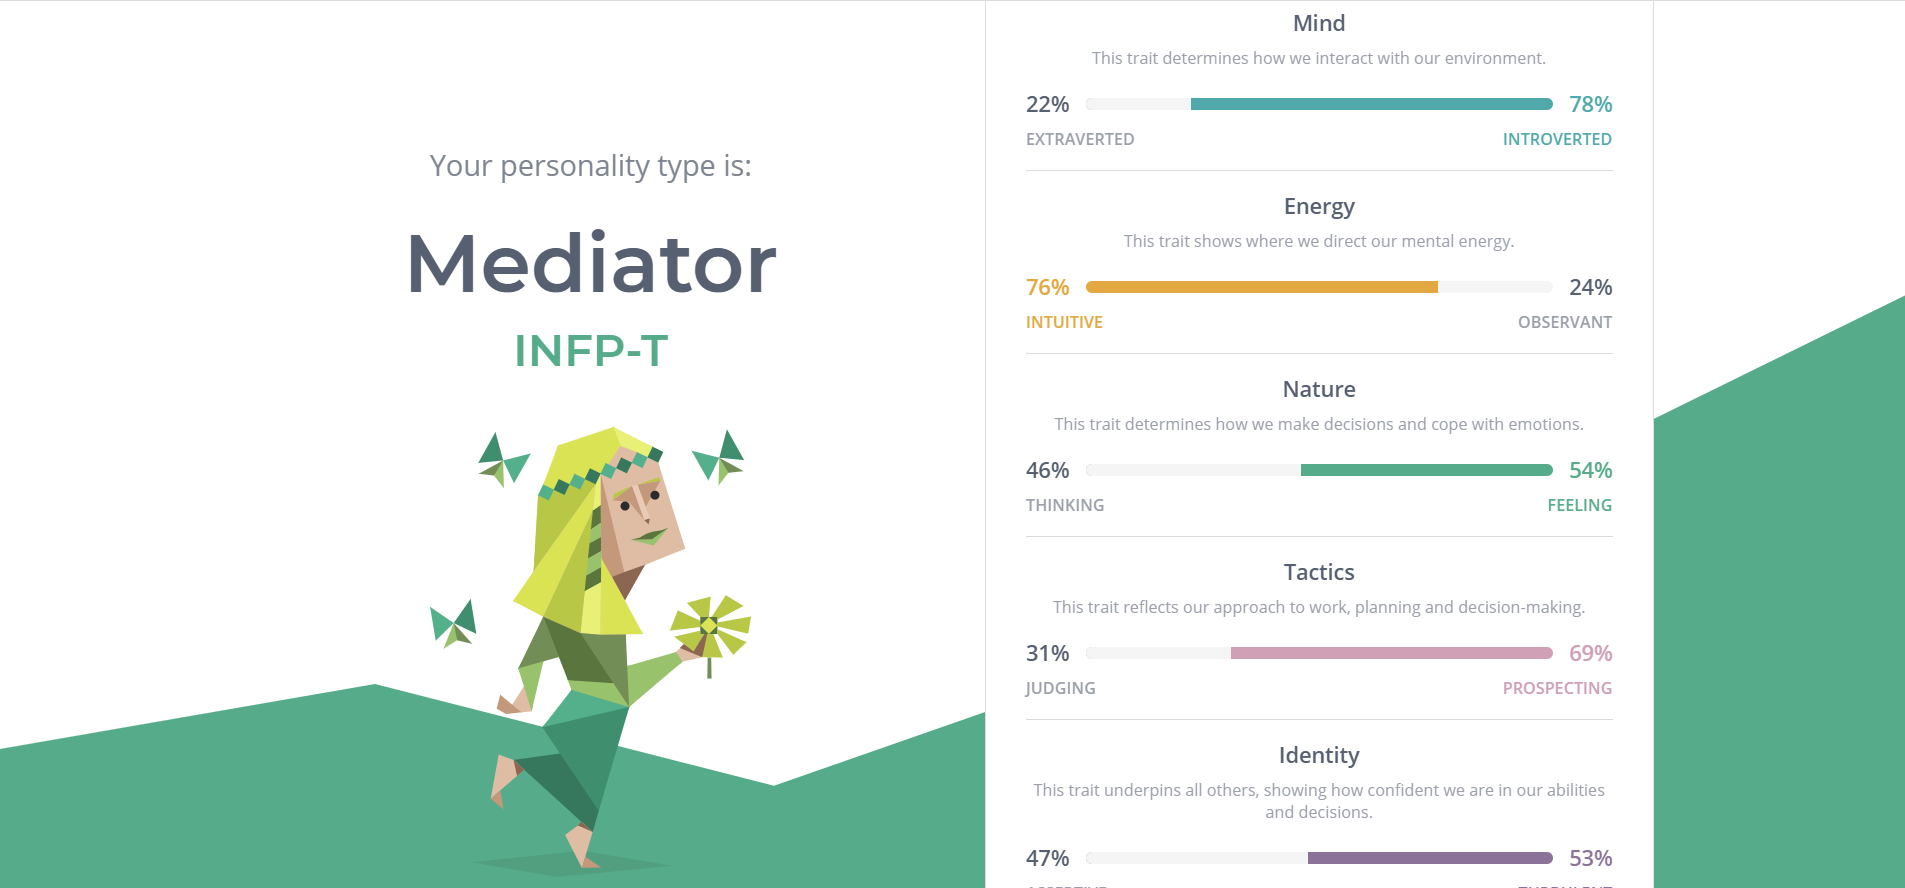 Your personality type is:
Mediator
INFP-T
Mind
This trait determines how we interact with our environment.
22% 78%
EXTRAVERTED INTROVERTED
Energy
This trait shows where we direct our mental energy.
76% 24%
INTUITIVE OBSERVANT
Nature
This trait determines how we make decisions and cope with emotions.
46% 54%
THINKING FEELING
Tactics
This trait reflects our approach to work, planning and decision-making.
31% 69%
JUDGING PROSPECTING
Identity
This trait underpins all others, showing how confident we are in our abilities
and decisions.
47% 53%